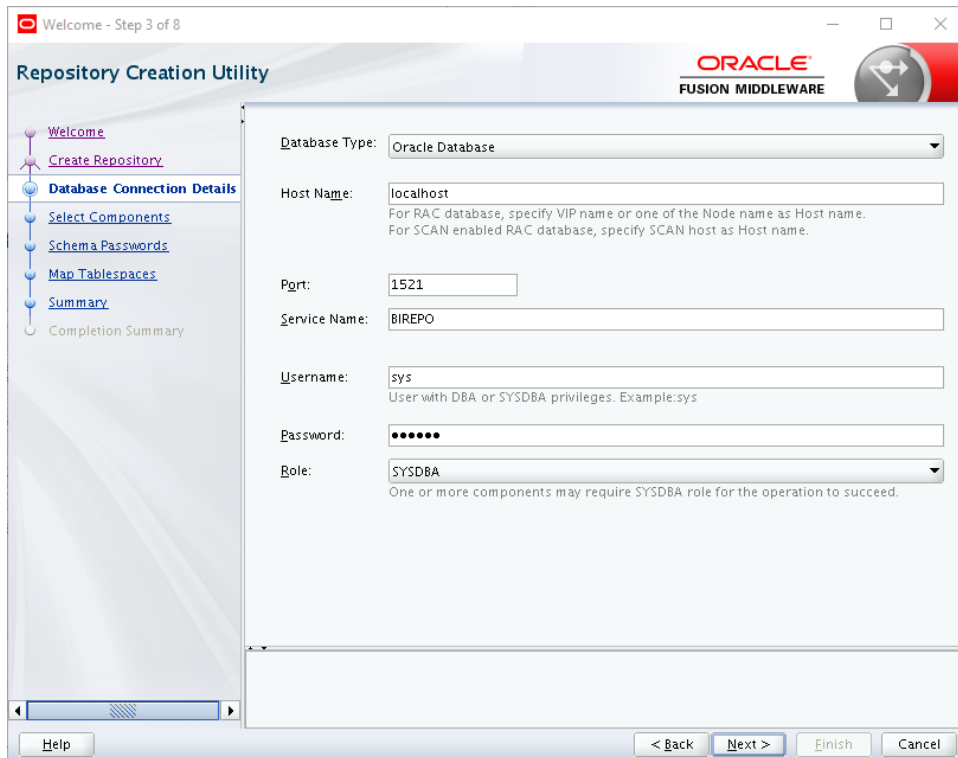 Welcome - Step 3 of 8
Repository Creation Utility
ORACLE
FUSION MIDDLEWARE
Welcome
Create Repository
Database Connection Details
Select Components
Schema Passwords
Map Tablespaces
Summary
Completion Summary
Database Type: Oracle Database
Host Name: localhost
For RAC database, specify VIP name or one of the Node name as Host name.
For SCAN enabled RAC database, specify SCAN host as Host name.
Port: 1521
Service Name: BIREPO
Username: sys
User with DBA or SYSDBA privileges. Example:sys
Password: ••••••
Role: SYSDBA
One or more components may require SYSDBA role for the operation to succeed.
Help
< Back
Next >
Finish
Cancel